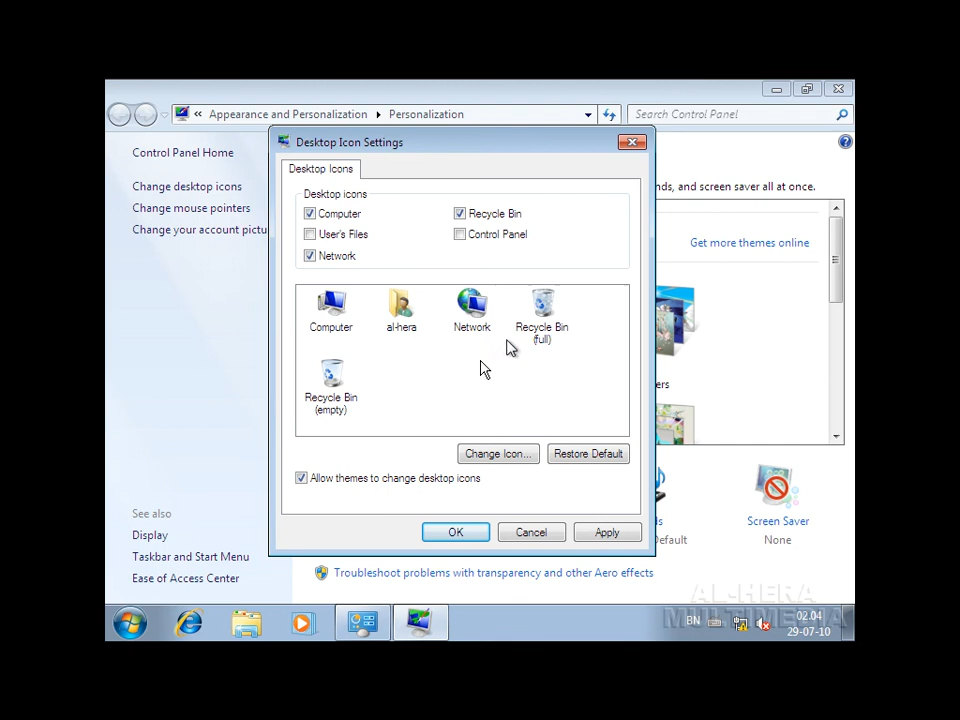 « Appearance and Personalization
Personalization
Search Control Panel
Desktop Icon Settings
Control Panel Home
Change desktop icons
Change mouse pointers
Change your account pictu
nds, and screen saver all at once.
Get more themes online
Desktop Icons
Desktop icons
Computer
Recycle Bin
User's Files
Control Panel
Network
Computer
al-hera
Network
Recycle Bin
(full)
Recycle Bin
(empty)
Change Icon...
Restore Default
Allow themes to change desktop icons
OK
Cancel
Apply
ers
ds
Default
Screen Saver
None
See also
Display
Taskbar and Start Menu
Ease of Access Center
Troubleshoot problems with transparency and other Aero effects
AL-HERA
MULTIMEDIA
BN
02.04
29-07-10